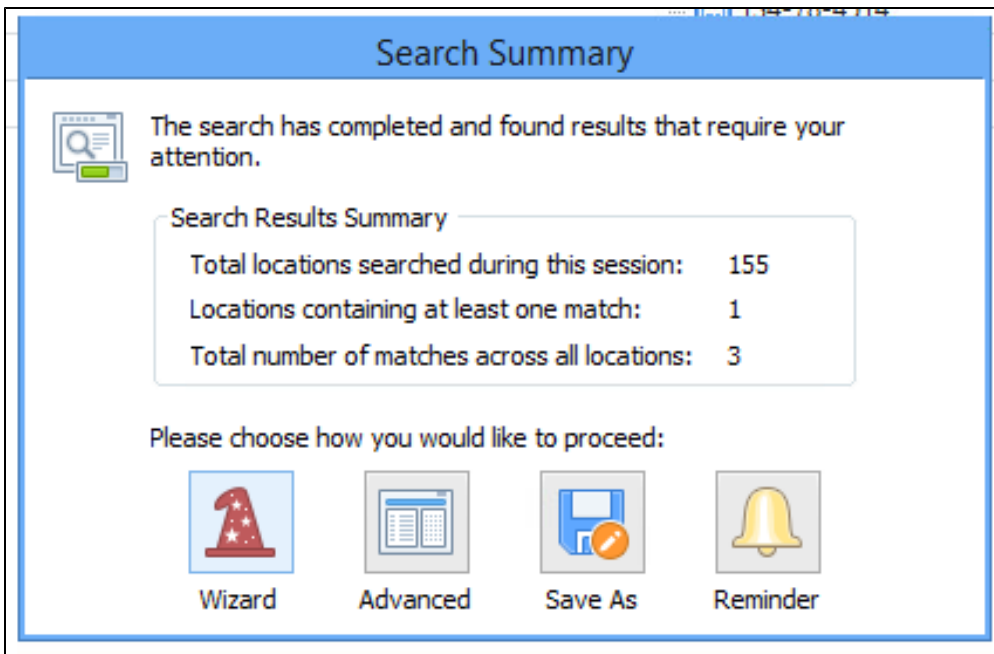 Search Summary
The search has completed and found results that require your
attention.
Search Results Summary
Total locations searched during this session: 155
Locations containing at least one match: 1
Total number of matches across all locations: 3
Please choose how you would like to proceed:
Wizard Advanced Save As Reminder